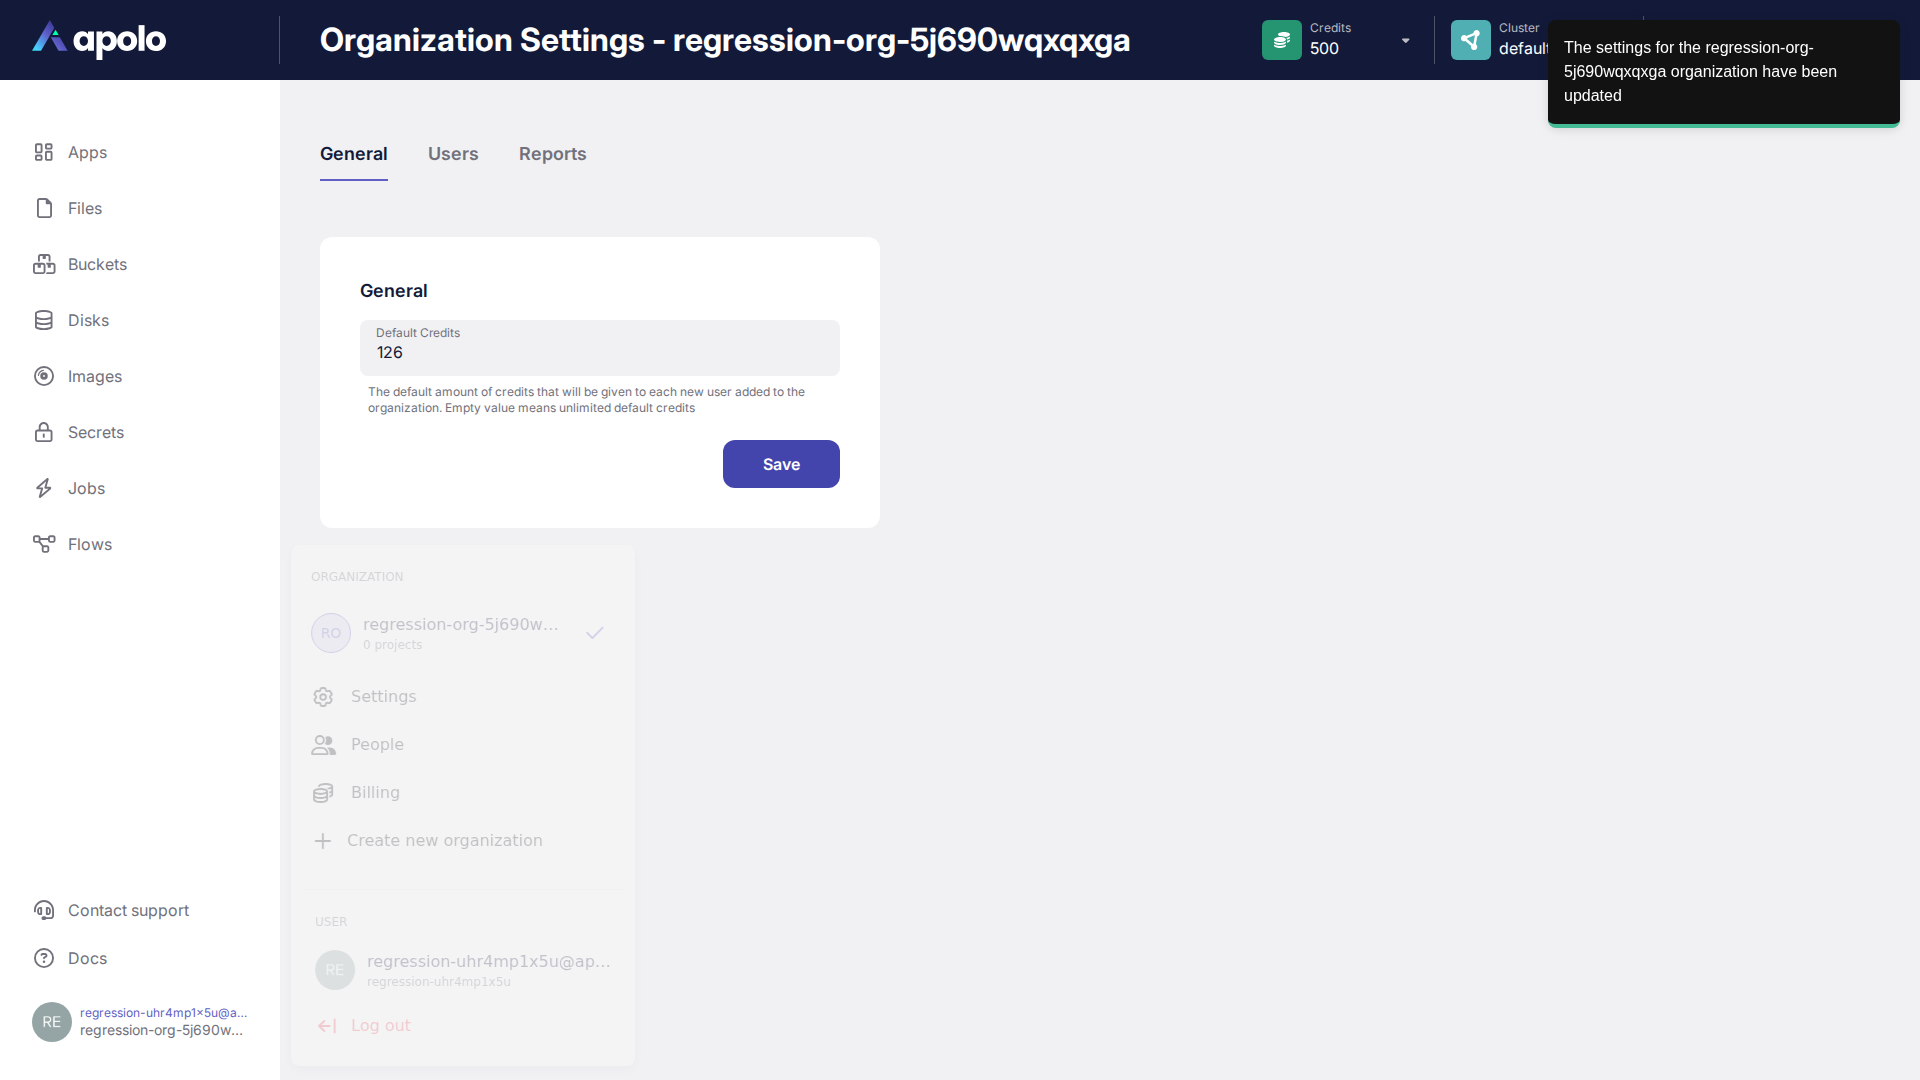 apolo
Organization Settings - regression-org-5j690wqxqxga
Credits
500
Cluster
default
The settings for the regression-org-
5j690wqxqxga organization have been
updated
Apps
Files
Buckets
Disks
Images
Secrets
Jobs
Flows
Contact support
Docs
RE
regression-uhr4mp1x5u@a...
regression-org-5j690w...
General
Users
Reports
General
Default Credits
126
The default amount of credits that will be given to each new user added to the
organization. Empty value means unlimited default credits
Save
ORGANIZATION
RO
regression-org-5j690w...
0 projects
Settings
People
Billing
Create new organization
USER
RE
regression-uhr4mp1x5u@ap...
regression-uhr4mp1x5u
Log out